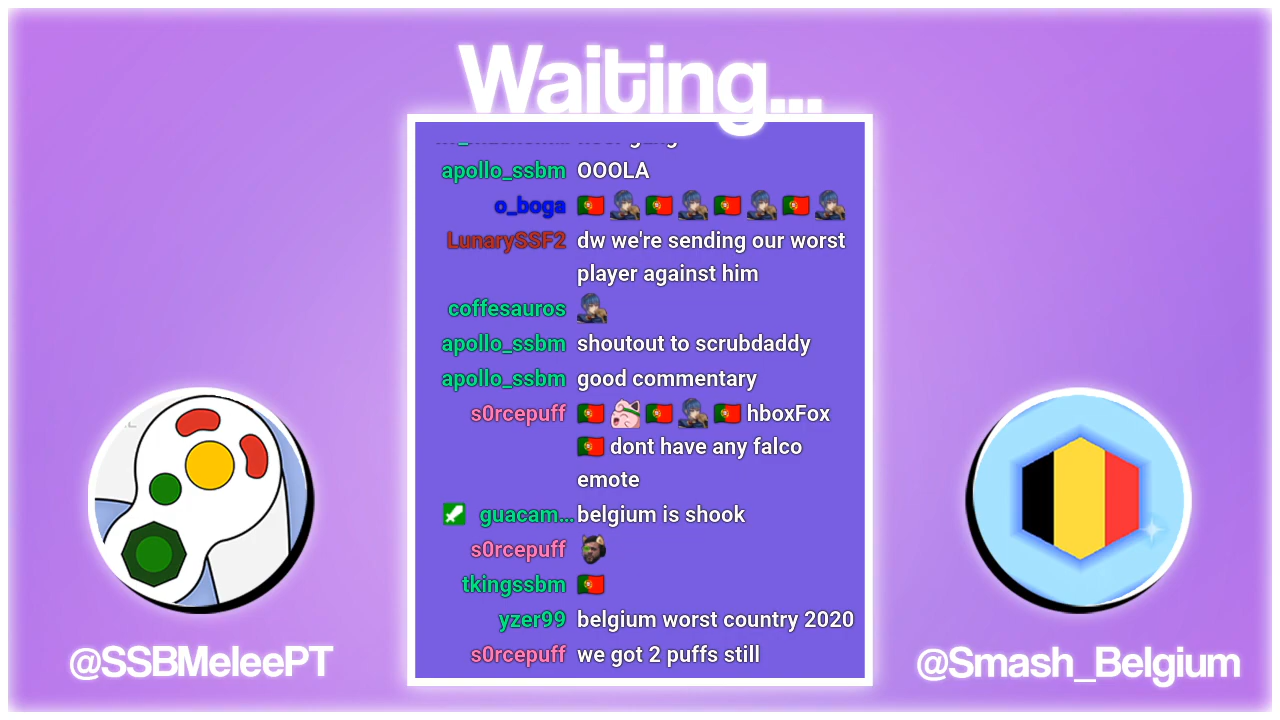 Waiting...
apollo_ssbm OOOLA
o_boga 🇵🇹 🇵🇹 🇵🇹 🇵🇹
LunarySSF2 dw we're sending our worst
player against him
coffesauros
apollo_ssbm shoutout to scrubdaddy
apollo_ssbm good commentary
s0rcepuff 🇵🇹 🇵🇹 🇵🇹 hboxFox
🇵🇹 dont have any falco
emote
guacam... belgium is shook
s0rcepuff
tkingssbm 🇵🇹
yzer99 belgium worst country 2020
s0rcepuff we got 2 puffs still
@SSBMeleePT
@Smash_Belgium